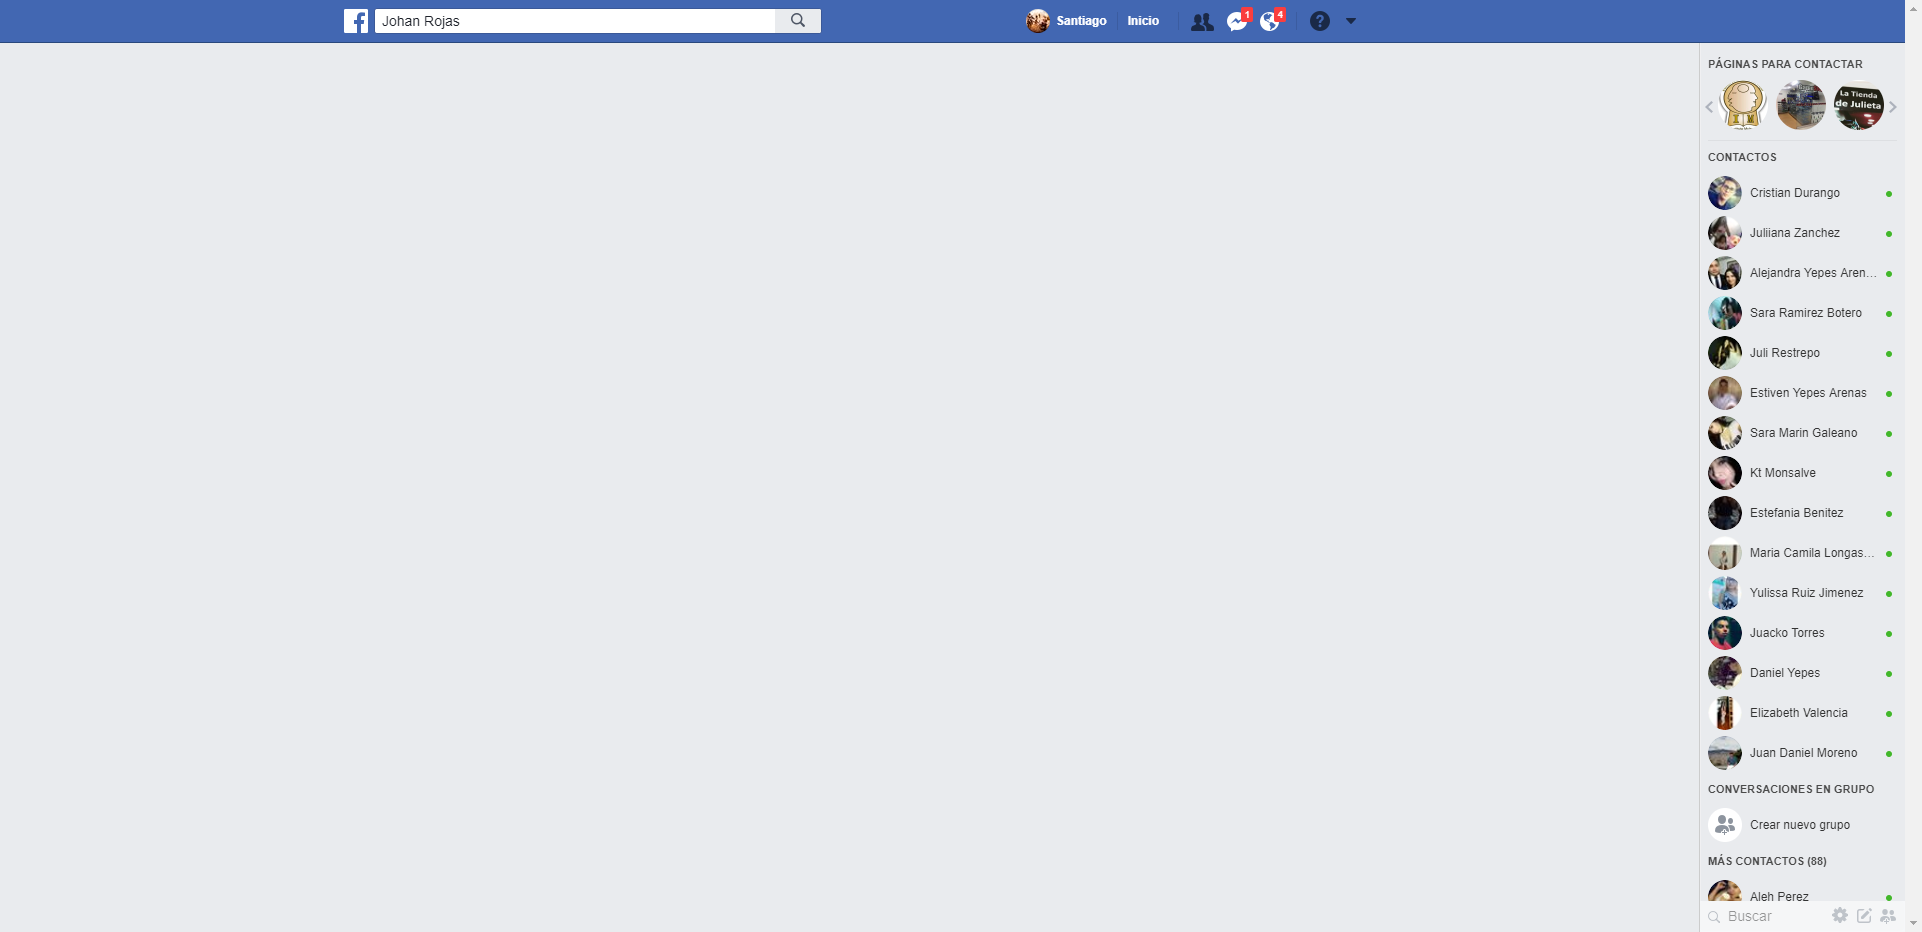 Johan Rojas
Santiago
Inicio
1
4
PÁGINAS PARA CONTACTAR
I M
La Tienda
de Julieta
CONTACTOS
Cristian Durango
Juliiana Zanchez
Alejandra Yepes Aren...
Sara Ramirez Botero
Juli Restrepo
Estiven Yepes Arenas
Sara Marin Galeano
Kt Monsalve
Estefania Benitez
Maria Camila Longas...
Yulissa Ruiz Jimenez
Juacko Torres
Daniel Yepes
Elizabeth Valencia
Juan Daniel Moreno
CONVERSACIONES EN GRUPO
Crear nuevo grupo
MÁS CONTACTOS (88)
Aleh Perez
Buscar